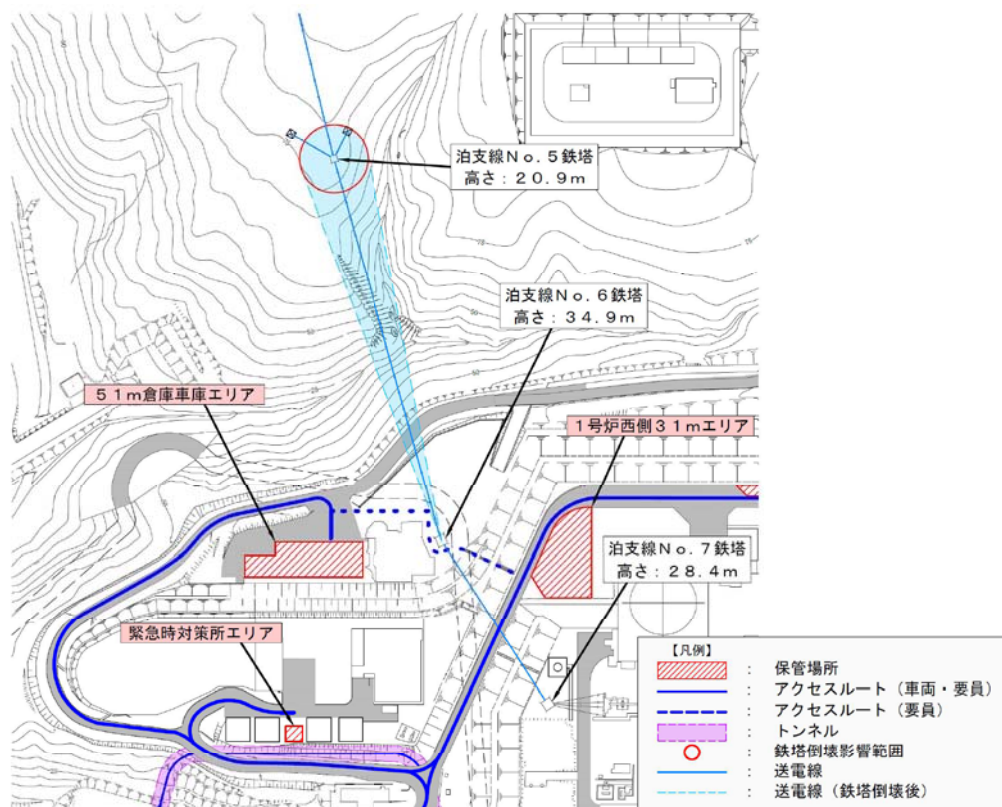 泊支線No.5鉄塔
高さ:20.9m
泊支線No.6鉄塔
高さ:34.9m
51m倉庫車庫エリア
1号炉西側31mエリア
泊支線No.7鉄塔
高さ:28.4m
緊急時対策所エリア
【凡例】
: 保管場所
: アクセスルート(車両・要員)
: アクセスルート(要員)
: トンネル
: 鉄塔倒壊影響範囲
: 送電線
: 送電線(鉄塔倒壊後)